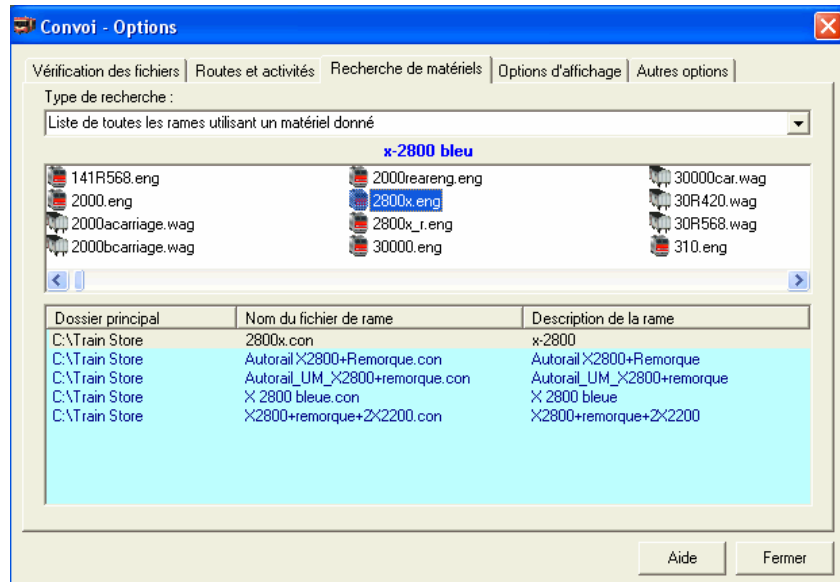 Convoi - Options
Vérification des fichiers Routes et activités Recherche de matériels Options d'affichage Autres options
Type de recherche :
Liste de toutes les rames utilisant un matériel donné
x-2800 bleu
141R568.eng 2000reareng.eng 30000car.wag
2000.eng 2800x.eng 30R420.wag
2000acarriage.wag 2800x_r.eng 30R568.wag
2000bcarriage.wag 30000.eng 310.eng
Dossier principal Nom du fichier de rame Description de la rame
C:\Train Store 2800x.con x-2800
C:\Train Store Autorail X2800+Remorque.con Autorail X2800+Remorque
C:\Train Store Autorail_UM_X2800+remorque.con Autorail_UM_X2800+remorque
C:\Train Store X 2800 bleue.con X 2800 bleue
C:\Train Store X2800+remorque+2X2200.con X2800+remorque+2X2200
Aide Fermer